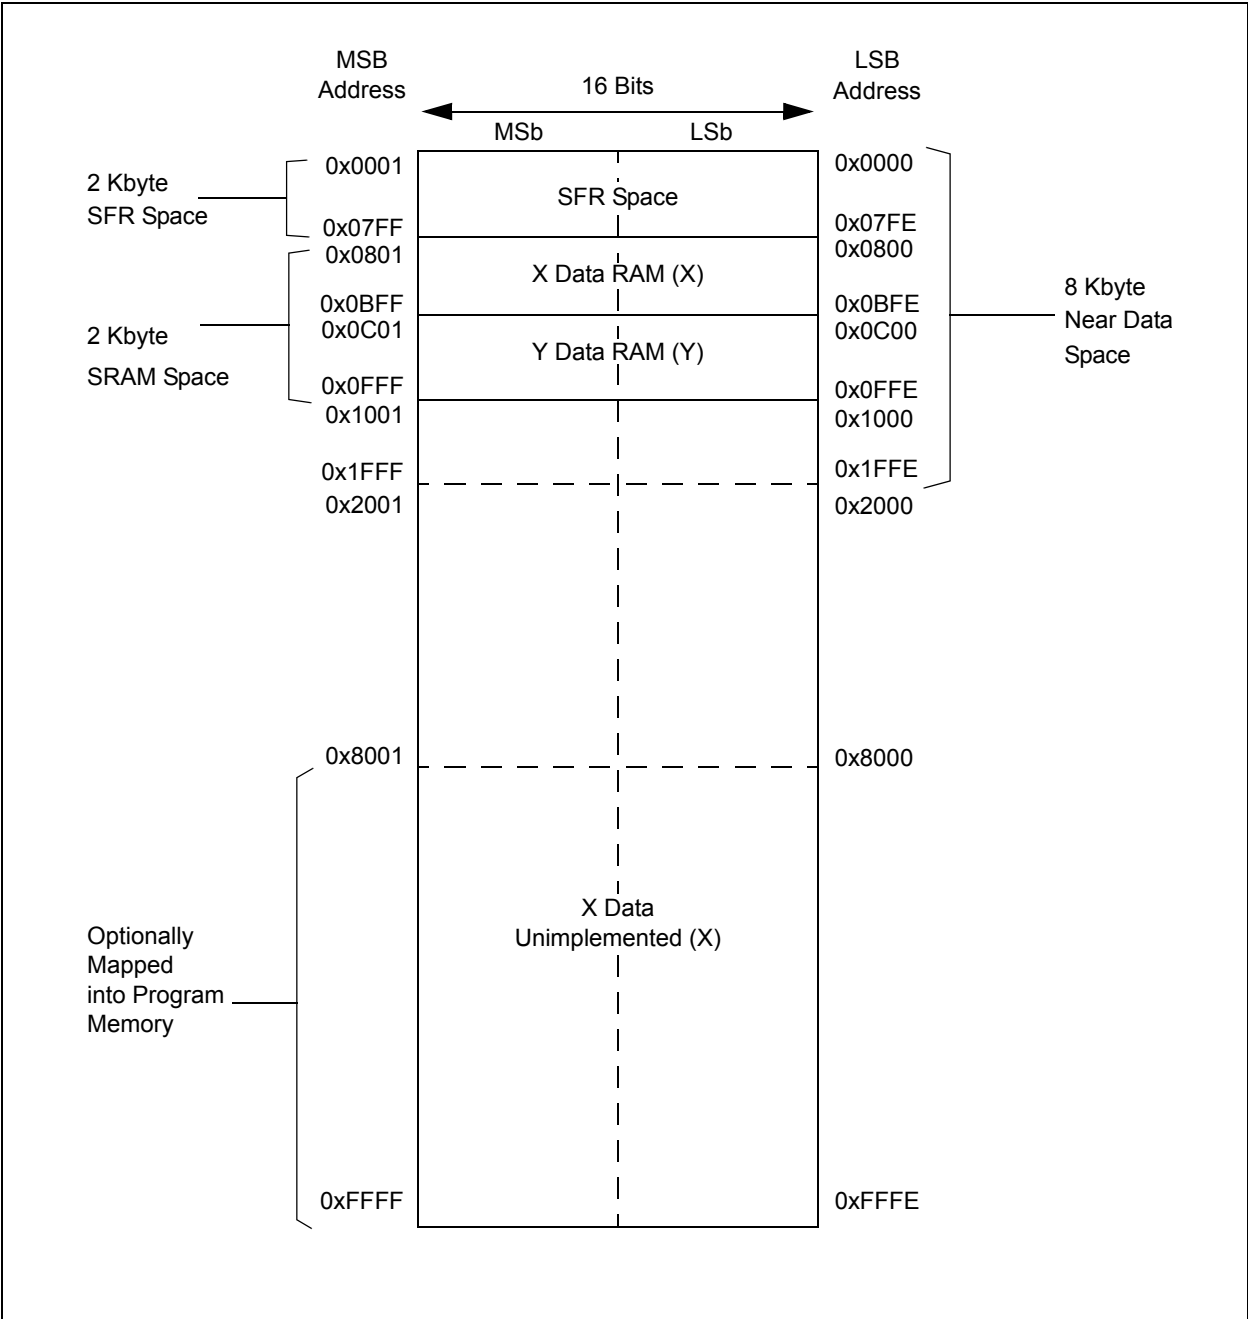 MSB
Address
16 Bits
LSB
Address
MSb
LSb
0x0001
0x0000
2 Kbyte
SFR Space
SFR Space
0x07FF
0x07FE
0x0801
0x0800
X Data RAM (X)
0x0BFF
0x0BFE
8 Kbyte
Near Data
Space
2 Kbyte
SRAM Space
0x0C01
0x0C00
Y Data RAM (Y)
0x0FFF
0x0FFE
0x1001
0x1000
0x1FFF
0x1FFE
0x2001
0x2000
0x8001
0x8000
X Data
Unimplemented (X)
Optionally
Mapped
into Program
Memory
0xFFFF
0xFFFE